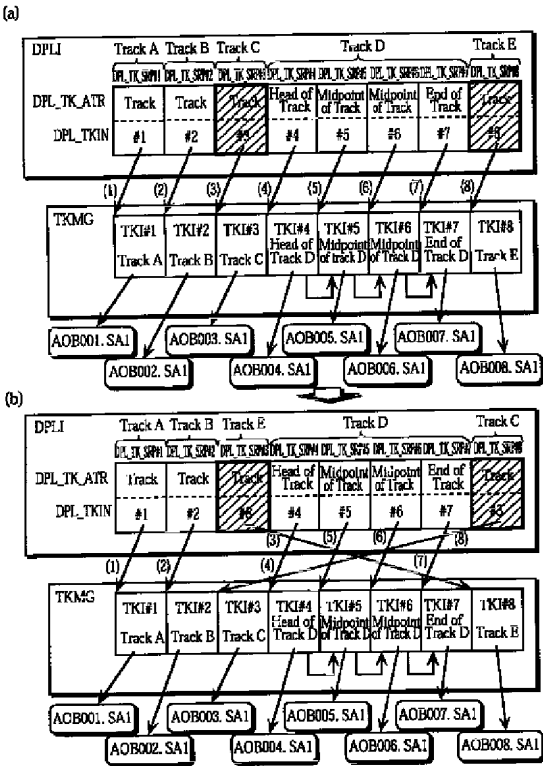 (a)
DPLI
Track A Track B Track C Track D Track E
DPL_TK_SRP#1 DPL_TK_SRP#2 DPL_TK_SRP#3 DPL_TK_SRP#4 DPL_TK_SRP#5 DPL_TK_SRP#6 DPL_TK_SRP#7 DPL_TK_SRP#8
DPL_TK_ATR Track Track Track Head of Track Midpoint of Track Midpoint of Track End of Track Track
DPL_TKIN #1 #2 #3 #4 #5 #6 #7 #8
(1) (2) (3) (4) (5) (6) (7) (8)
TKMG
TKI#1 TKI#2 TKI#3 TKI#4 TKI#5 TKI#6 TKI#7 TKI#8
Track A Track B Track C Head of Track D Midpoint of track D Midpoint of Track D End of Track D Track E
AOB001. SA1 AOB003. SA1 AOB005. SA1 AOB007. SA1
AOB002. SA1 AOB004. SA1 AOB006. SA1 AOB008. SA1
(b)
DPLI
Track A Track B Track E Track D Track C
DPL_TK_SRP#1 DPL_TK_SRP#2 DPL_TK_SRP#3 DPL_TK_SRP#4 DPL_TK_SRP#5 DPL_TK_SRP#6 DPL_TK_SRP#7 DPL_TK_SRP#8
DPL_TK_ATR Track Track Track Head of Track Midpoint of Track Midpoint of Track End of Track Track
DPL_TKIN #1 #2 #8 #4 #5 #6 #7 #3
(3) (5) (6) (8)
(1) (2) (4) (7)
TKMG
TKI#1 TKI#2 TKI#3 TKI#4 TKI#5 TKI#6 TKI#7 TKI#8
Track A Track B Track C Head of Track D Midpoint of Track D Midpoint of Track D End of Track D Track E
AOB001. SA1 AOB003. SA1 AOB005. SA1 AOB007. SA1
AOB002. SA1 AOB004. SA1 AOB006. SA1 AOB008. SA1